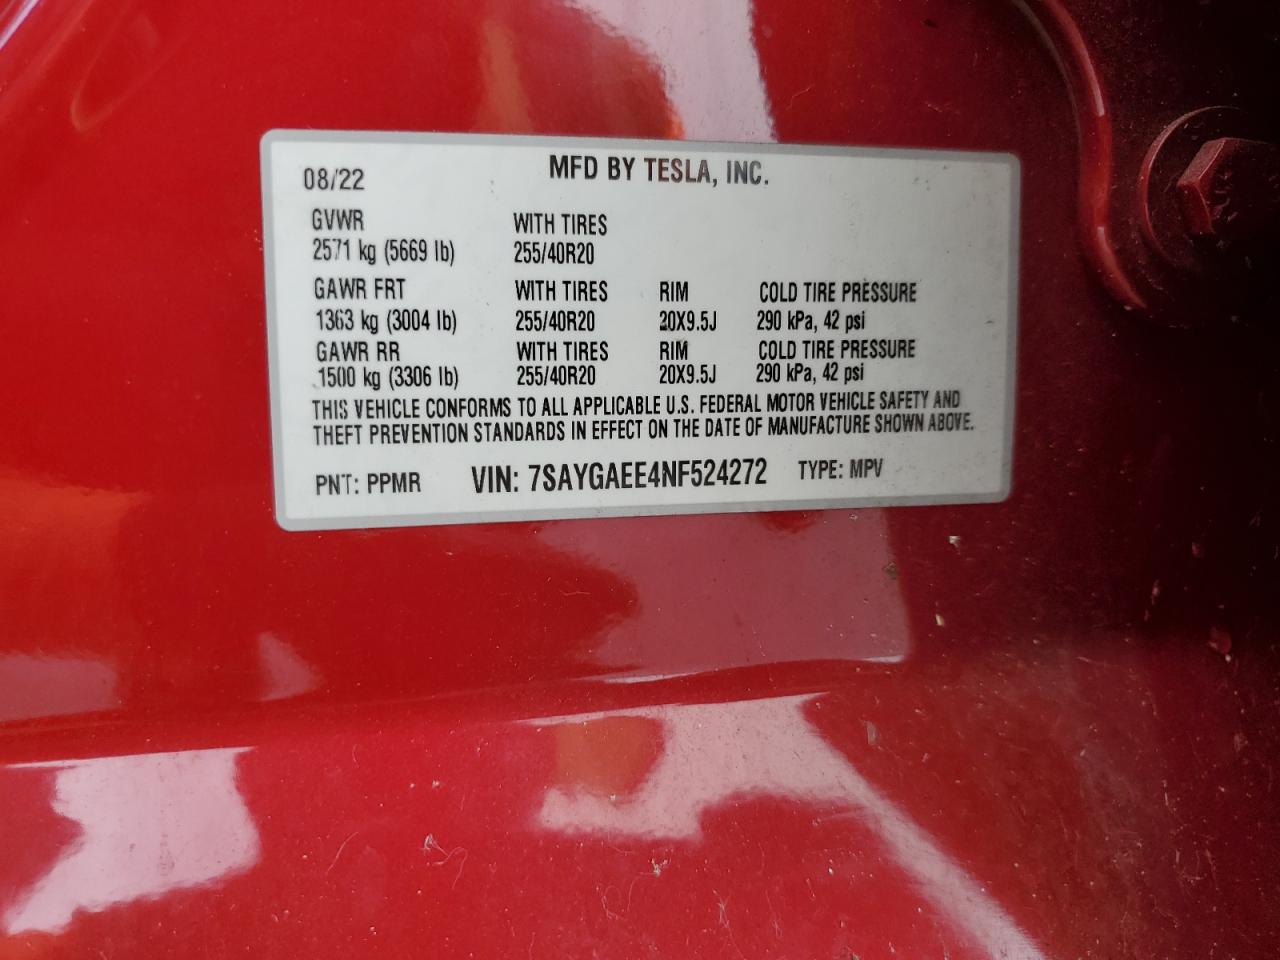 08/22 MFD BY TESLA, INC.
GVWR WITH TIRES
2571 kg (5669 lb) 255/40R20
GAWR FRT WITH TIRES RIM COLD TIRE PRESSURE
1363 kg (3004 lb) 255/40R20 20X9.5J 290 kPa, 42 psi
GAWR RR WITH TIRES RIM COLD TIRE PRESSURE
1500 kg (3306 lb) 255/40R20 20X9.5J 290 kPa, 42 psi
THIS VEHICLE CONFORMS TO ALL APPLICABLE U.S. FEDERAL MOTOR VEHICLE SAFETY AND
THEFT PREVENTION STANDARDS IN EFFECT ON THE DATE OF MANUFACTURE SHOWN ABOVE.
PNT: PPMR VIN: 7SAYGAEE4NF524272 TYPE: MPV